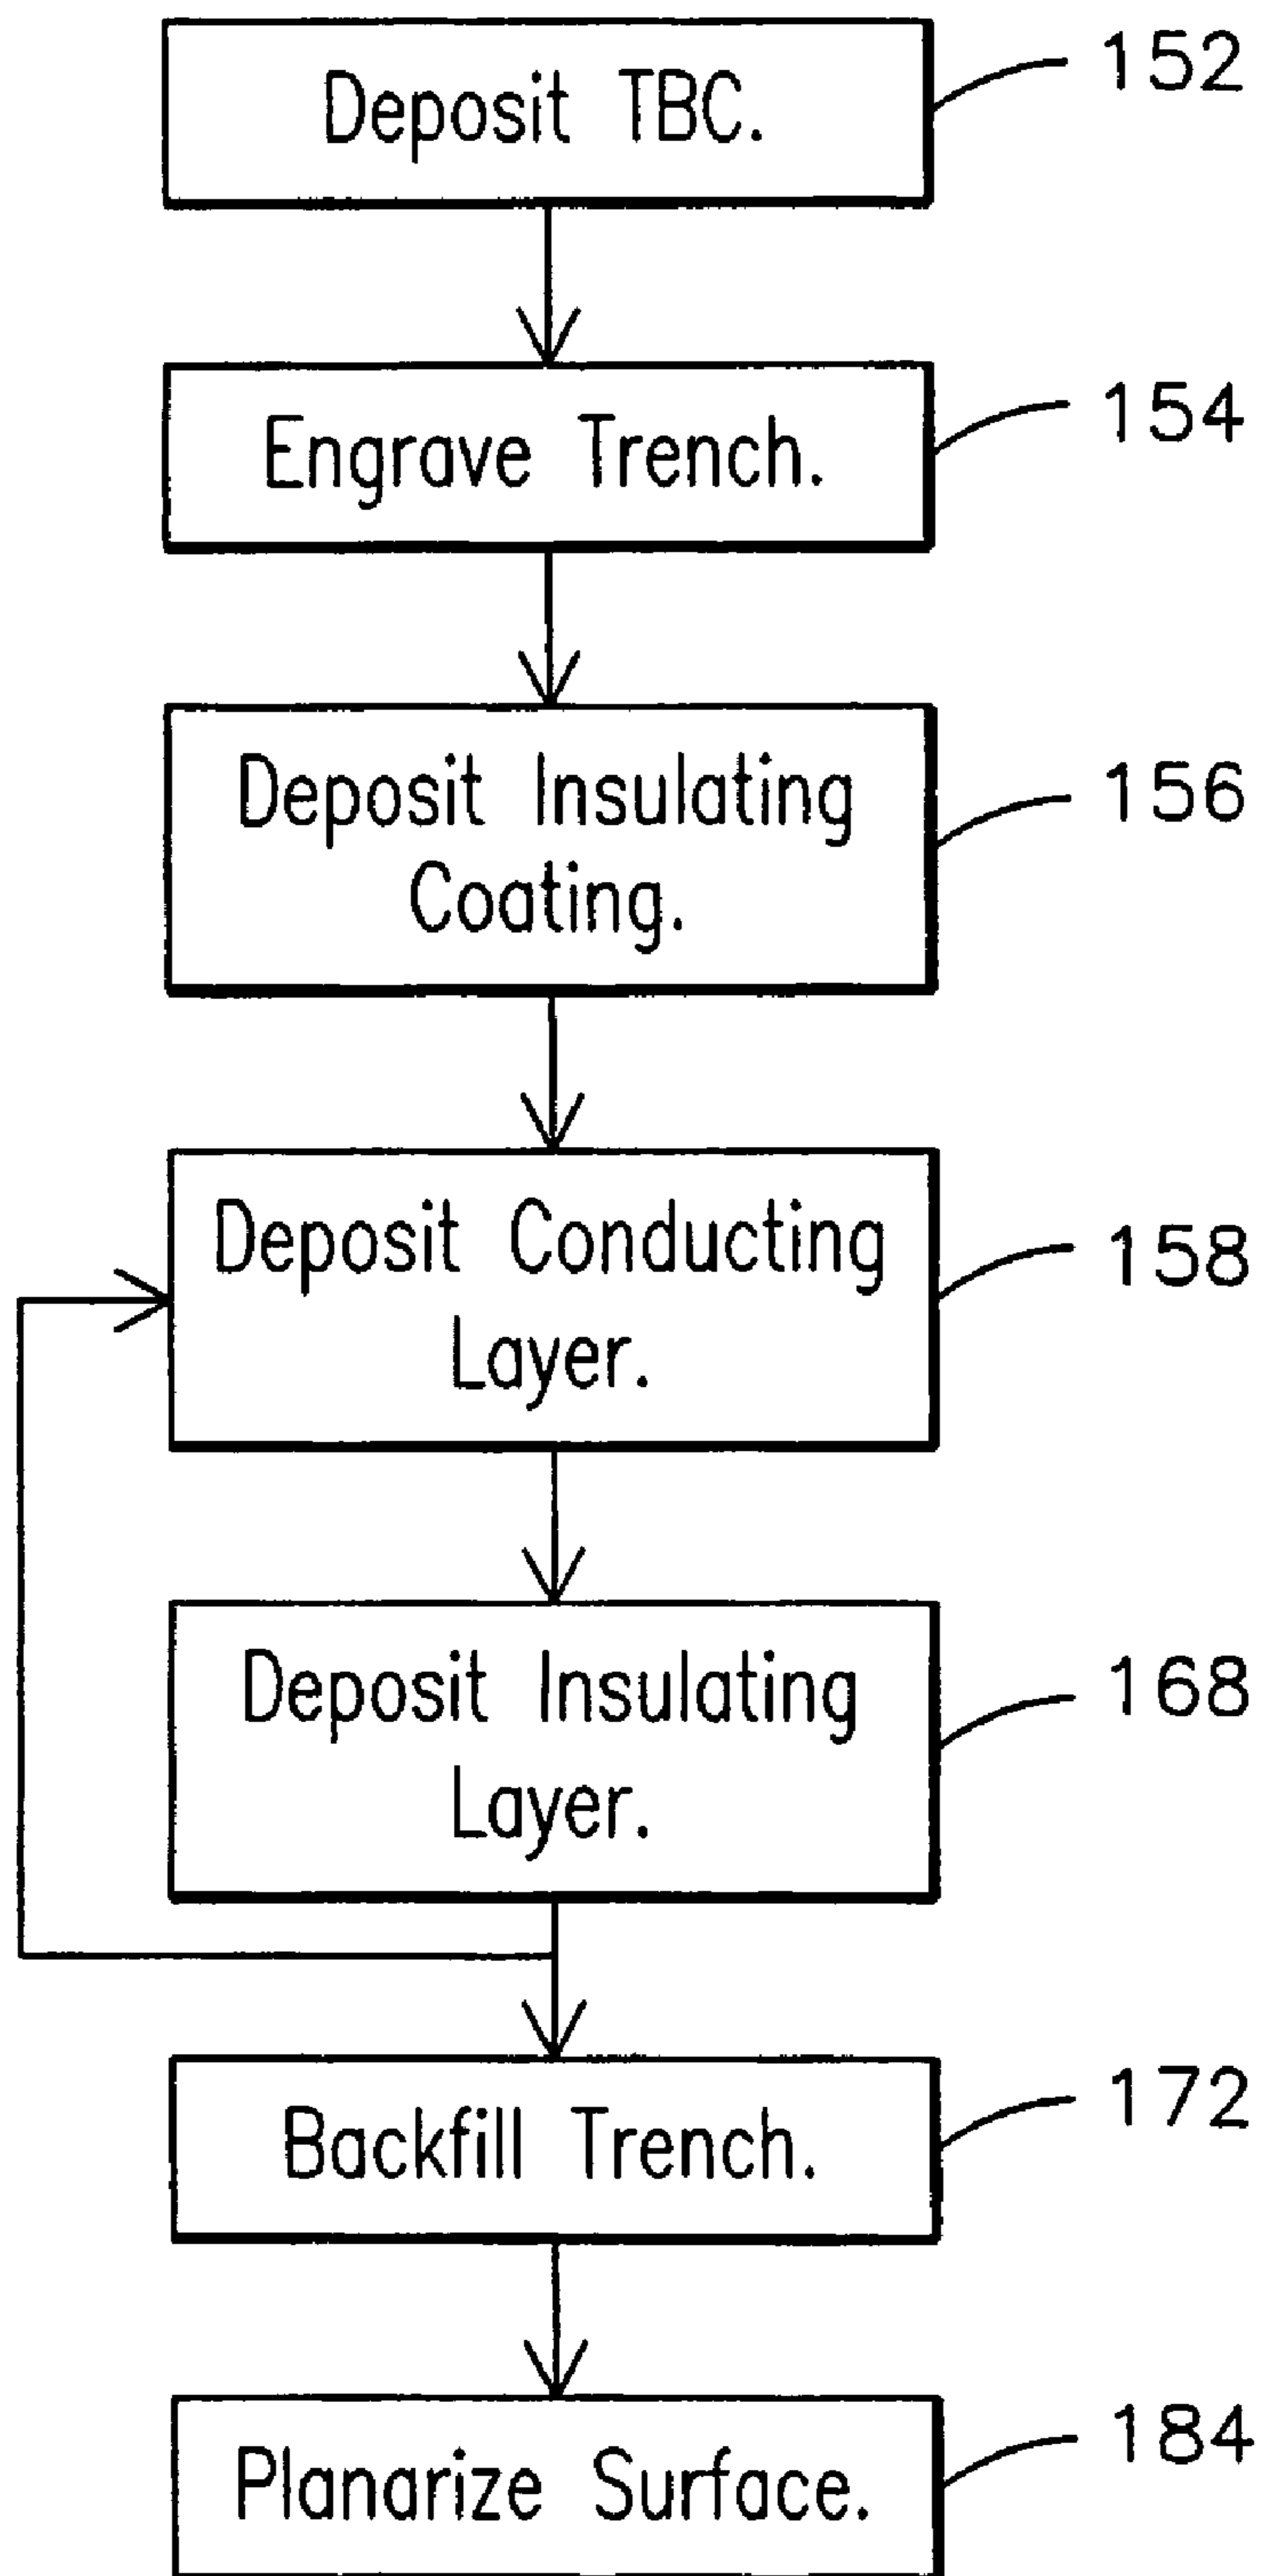 Deposit TBC.
152
Engrave Trench.
154
Deposit Insulating
Coating.
156
Deposit Conducting
Layer.
158
Deposit Insulating
Layer.
168
Backfill Trench.
172
Planarize Surface.
184